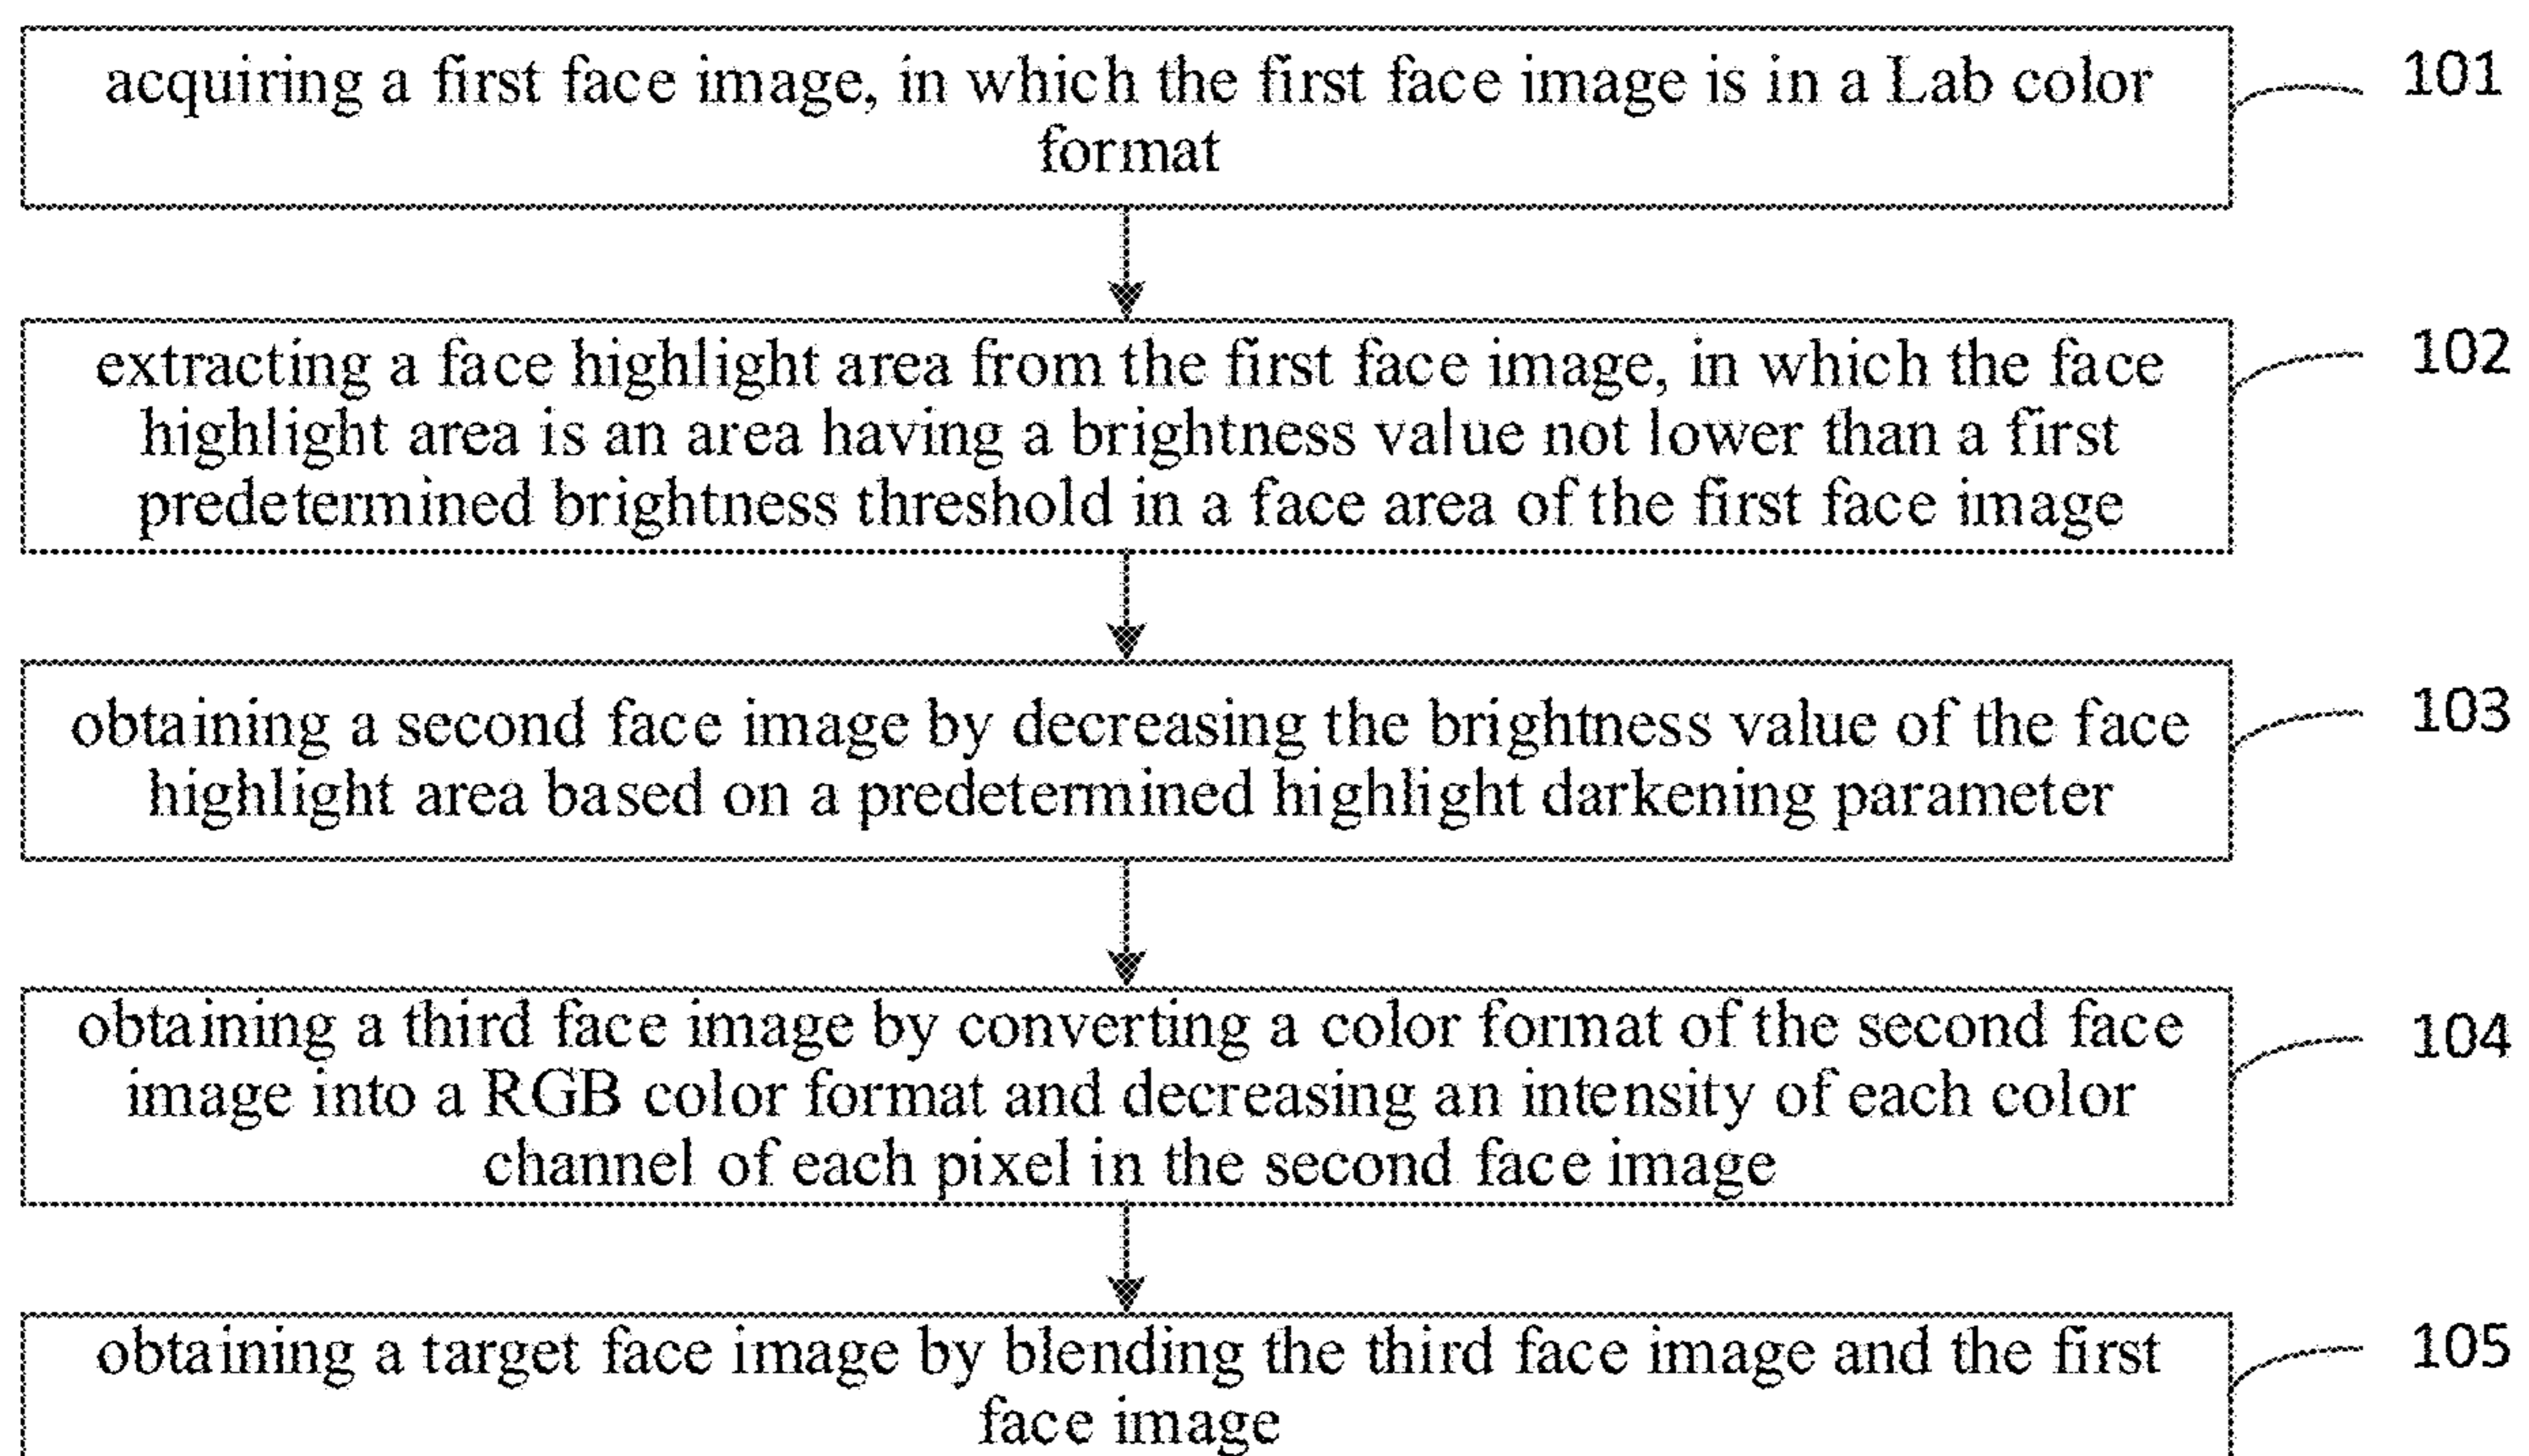 acquiring a first face image, in which the first face image is in a Lab color
format
101
extracting a face highlight area from the first face image, in which the face
highlight area is an area having a brightness value not lower than a first
predetermined brightness threshold in a face area of the first face image
102
obtaining a second face image by decreasing the brightness value of the face
highlight area based on a predetermined highlight darkening parameter
103
obtaining a third face image by converting a color format of the second face
image into a RGB color format and decreasing an intensity of each color
channel of each pixel in the second face image
104
obtaining a target face image by blending the third face image and the first
face image
105